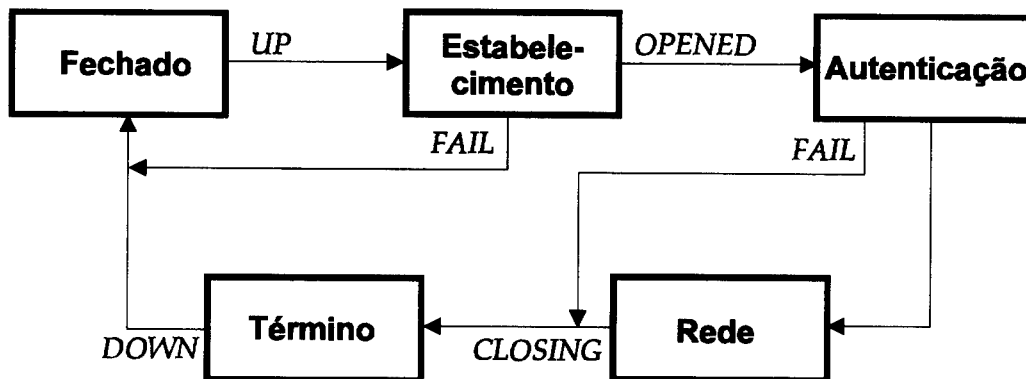 Fechado
UP
Estabele-
cimento
OPENED
Autenticação
FAIL
FAIL
Término
Rede
DOWN
CLOSING